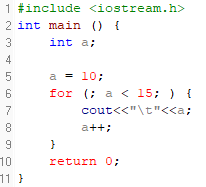 1 #include <iostream.h>
2 int main () {
3     int a;
4
5     a = 10;
6     for (; a < 15; ) {
7         cout<<"\t"<<a;
8         a++;
9     }
10     return 0;
11 }